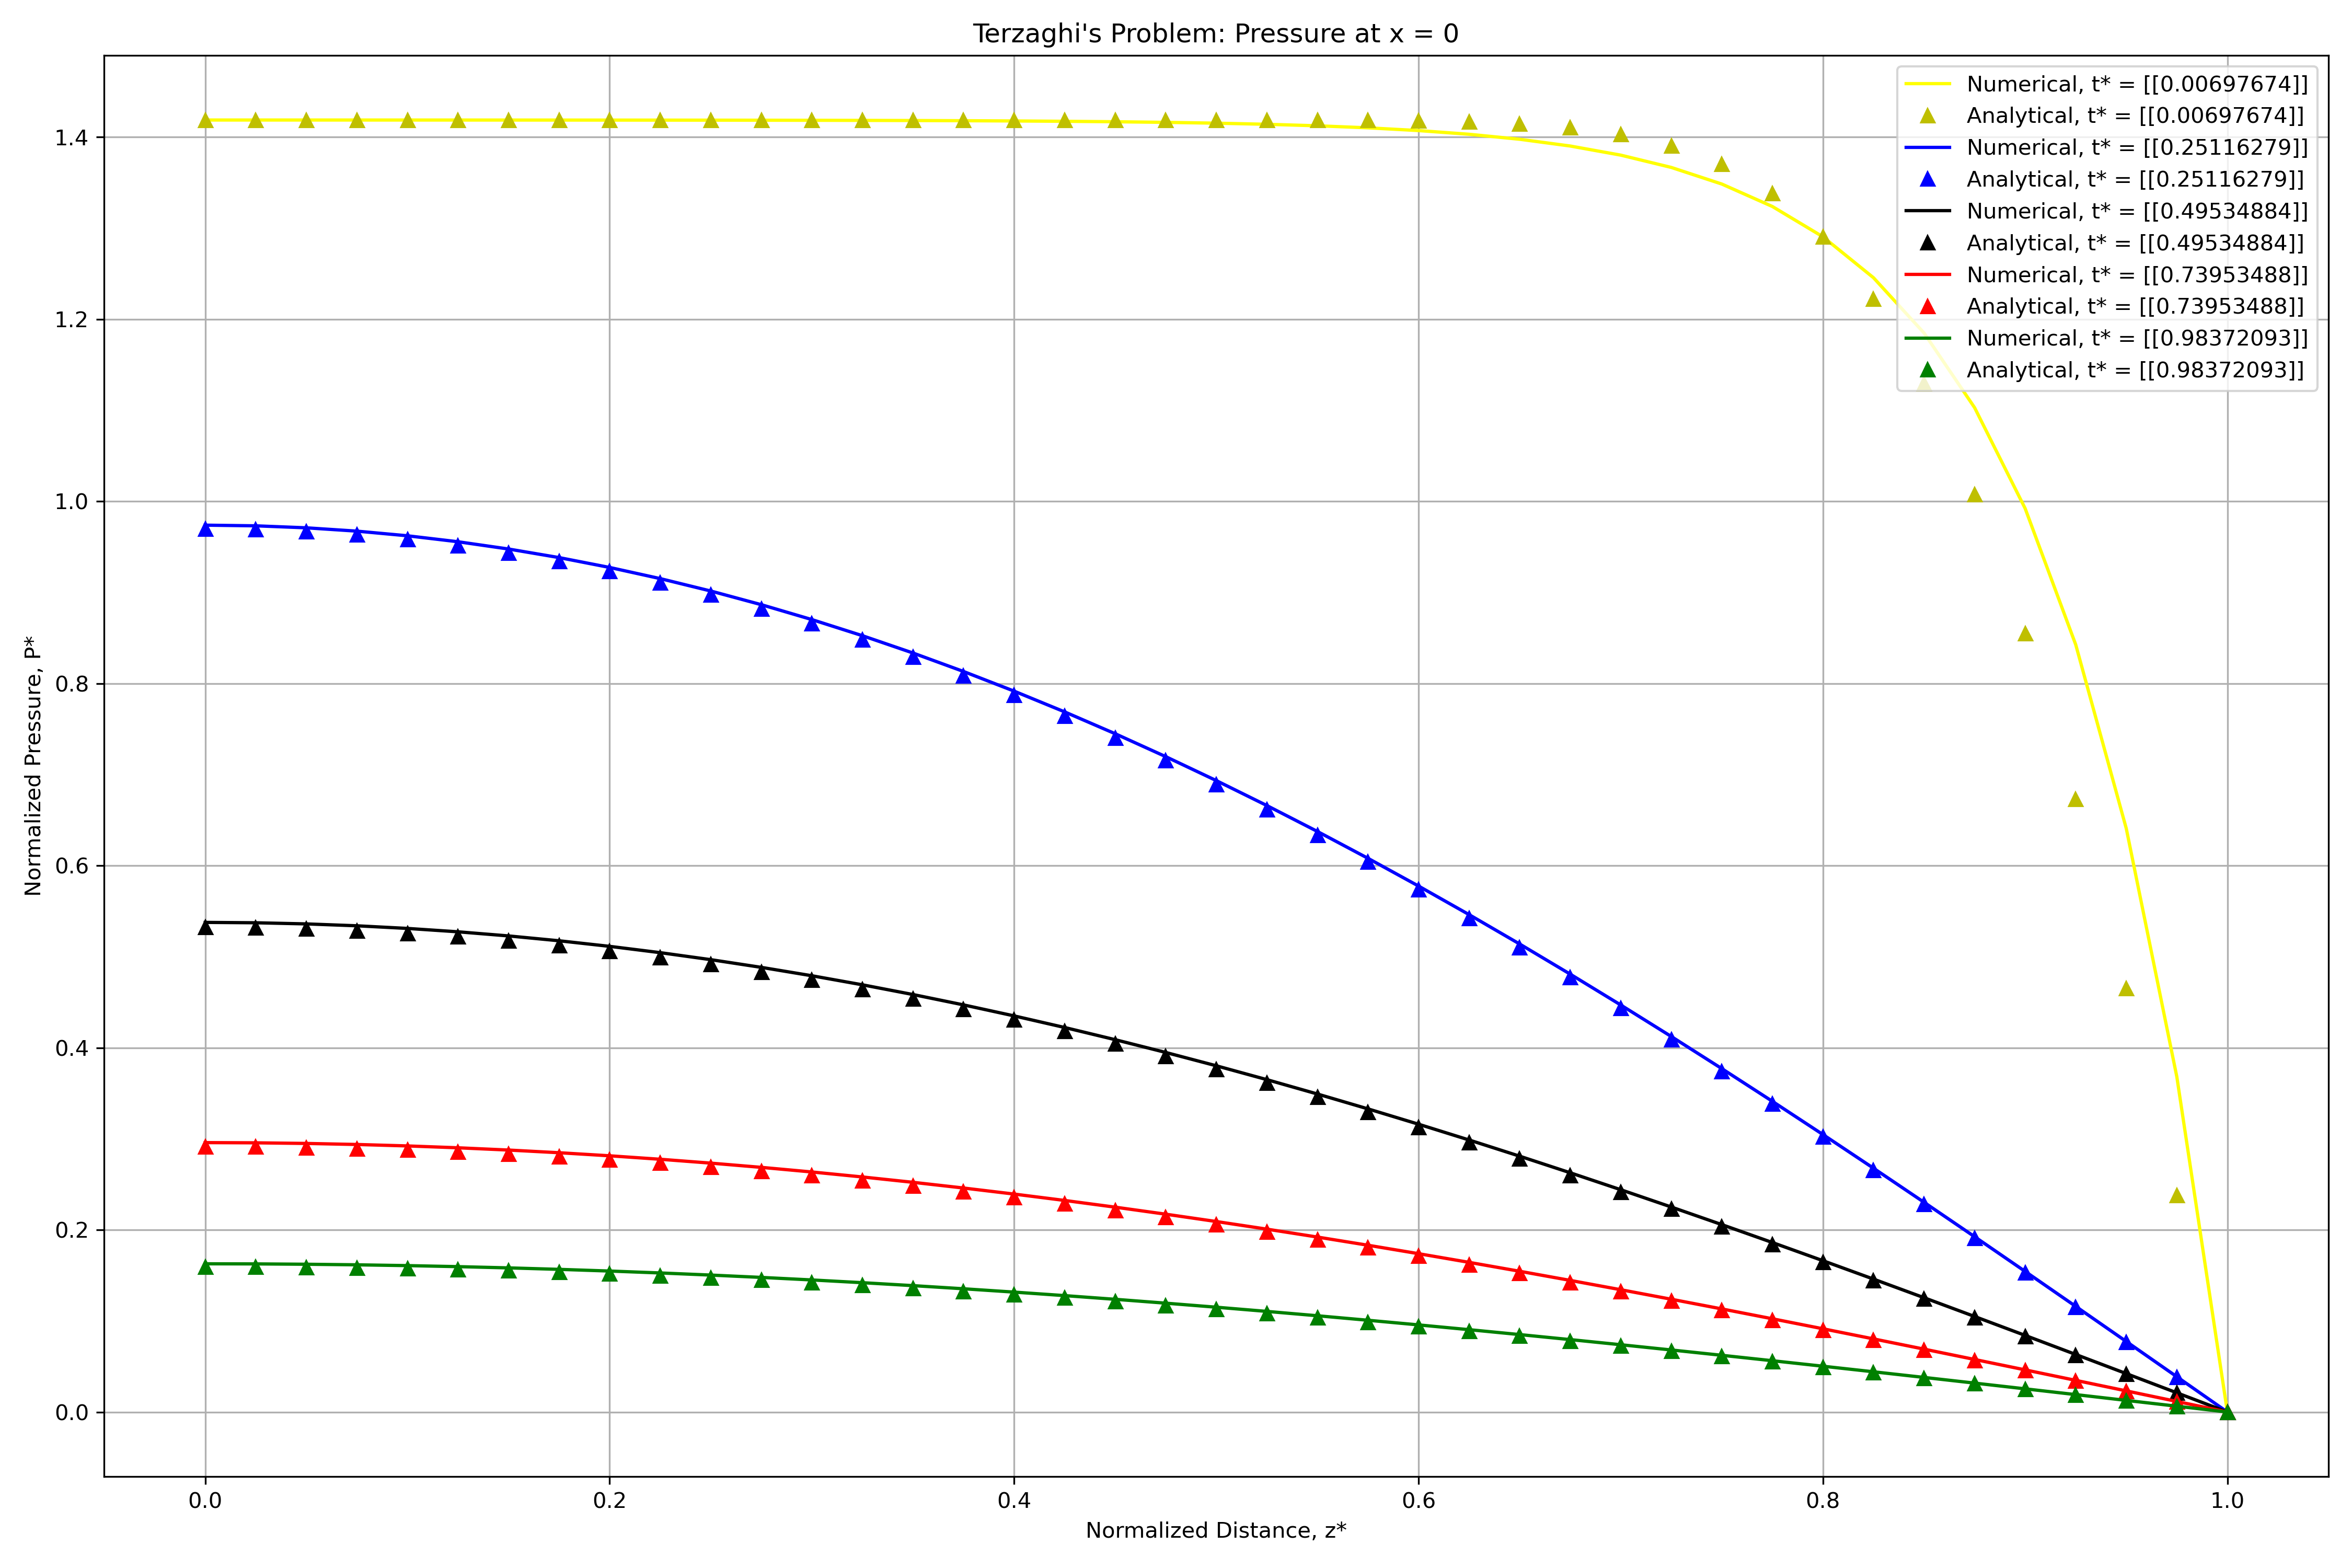 Terzaghi's Problem: Pressure at x = 0
Numerical, t* = [[0.00697674]]
Analytical, t* = [[0.00697674]]
Numerical, t* = [[0.25116279]]
Analytical, t* = [[0.25116279]]
Numerical, t* = [[0.49534884]]
Analytical, t* = [[0.49534884]]
Numerical, t* = [[0.73953488]]
Analytical, t* = [[0.73953488]]
Numerical, t* = [[0.98372093]]
Analytical, t* = [[0.98372093]]
Normalized Pressure, P*
1.4
1.2
1.0
0.8
0.6
0.4
0.2
0.0
0.0 0.2 0.4 0.6 0.8 1.0
Normalized Distance, z*